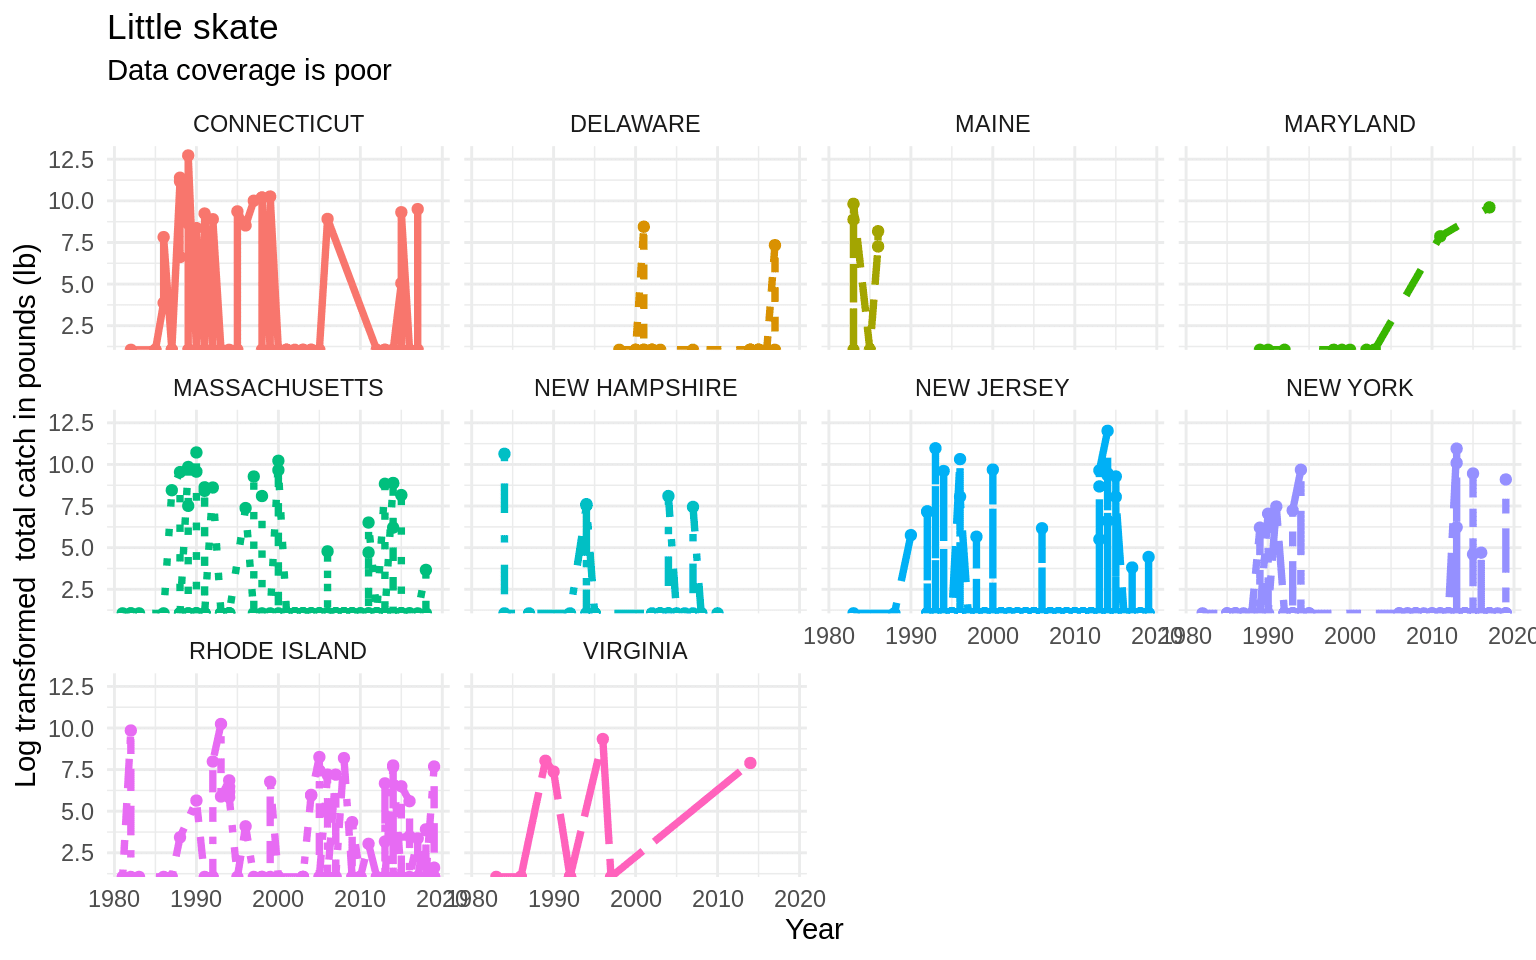 Little skate
Data coverage is poor
CONNECTICUT DELAWARE MAINE MARYLAND
12.5
10.0
7.5
5.0
2.5
MASSACHUSETTS NEW HAMPSHIRE NEW JERSEY NEW YORK
12.5
10.0
7.5
5.0
2.5
1980 1990 2000 2010 2020 1980 1990 2000 2010 2020
RHODE ISLAND VIRGINIA
12.5
10.0
7.5
5.0
2.5
1980 1990 2000 2010 2020 1980 1990 2000 2010 2020
Year
Log transformed  total catch in pounds (lb)